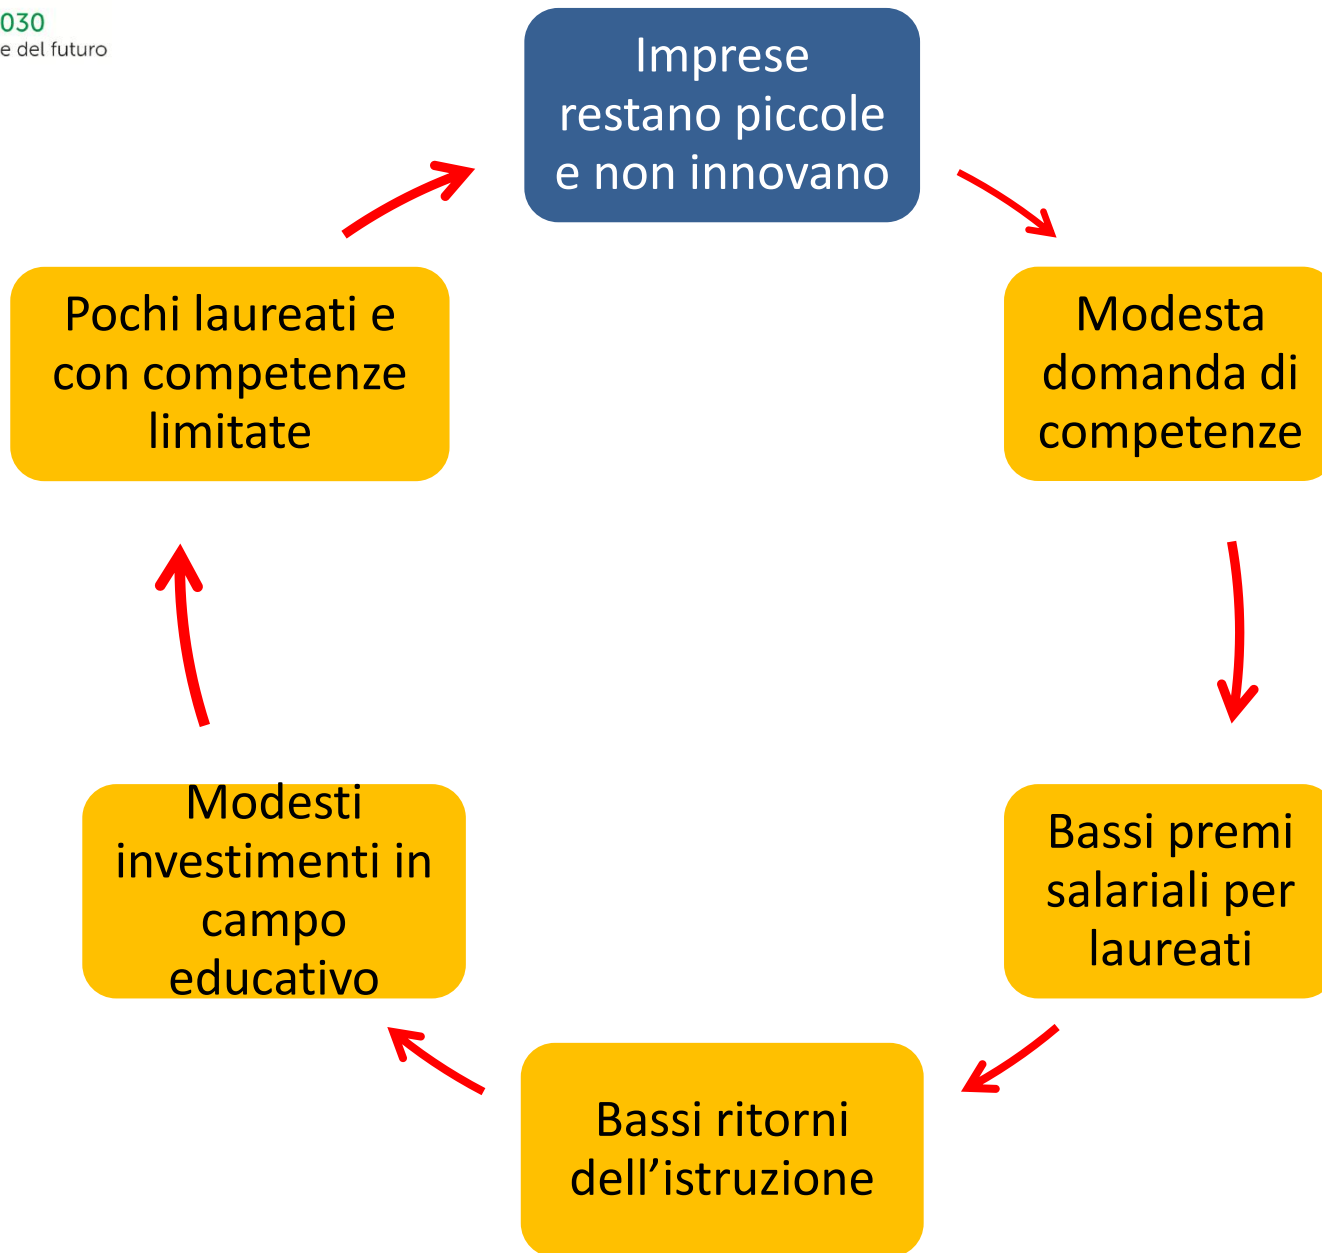 030
e del futuro
Imprese
restano piccole
e non innovano
Modesta
domanda di
competenze
Bassi premi
salariali per
laureati
Bassi ritorni
dell’istruzione
Modesti
investimenti in
campo
educativo
Pochi laureati e
con competenze
limitate